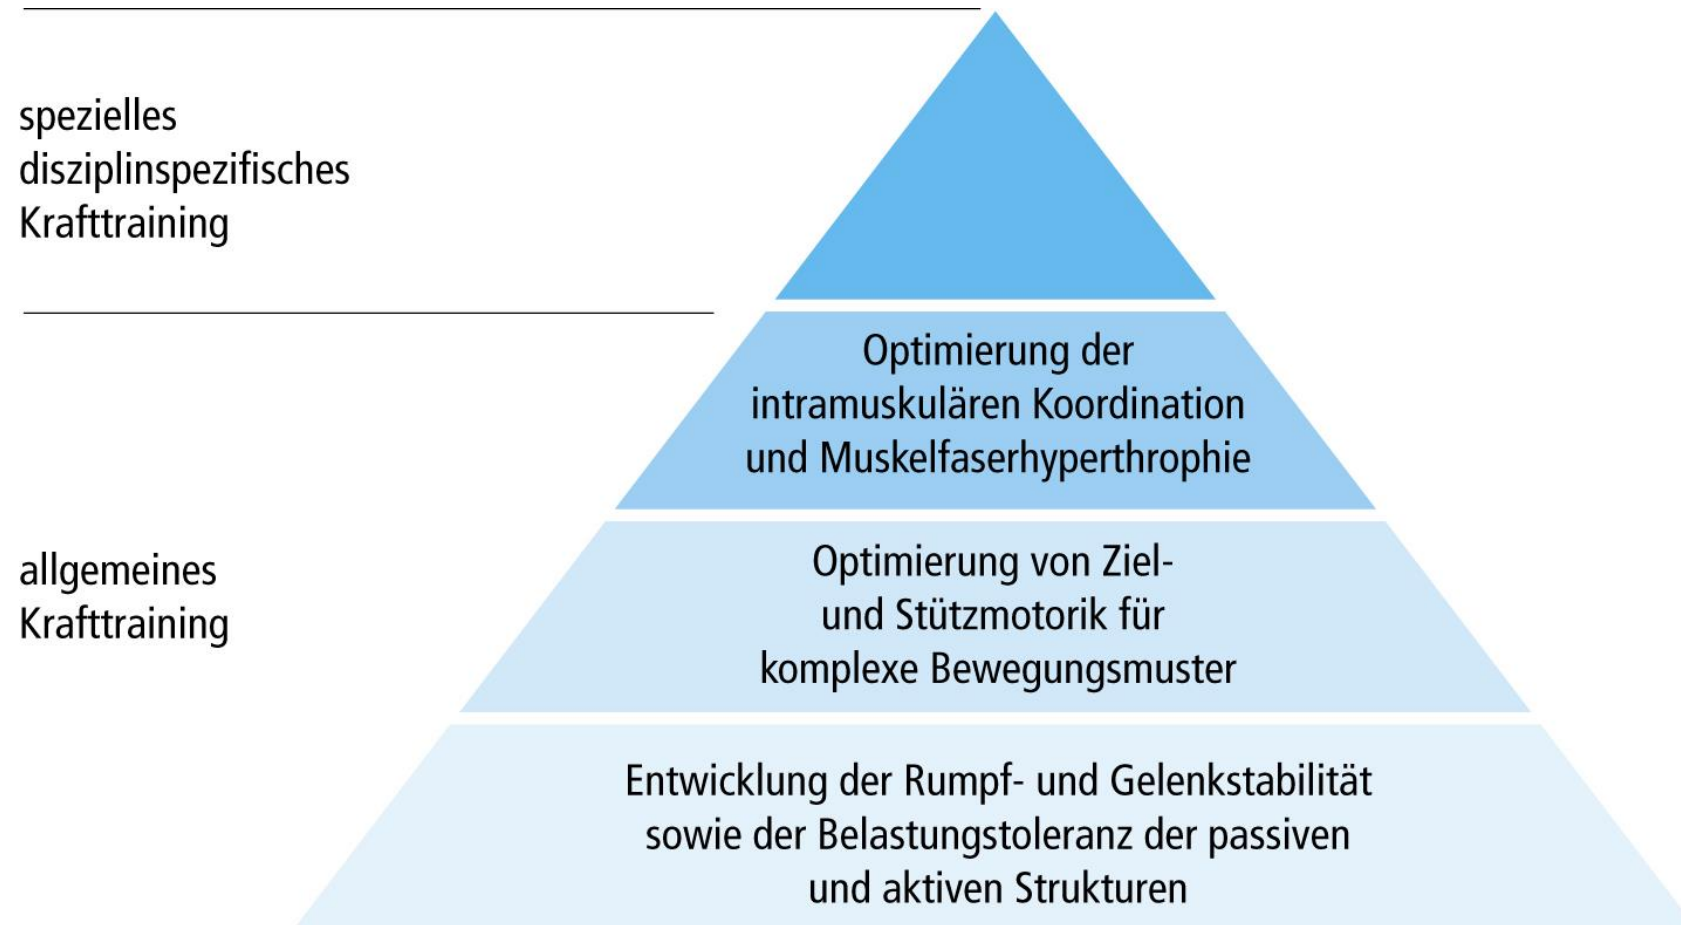 spezielles
disziplinspezifisches
Krafttraining
Optimierung der
intramuskulären Koordination
und Muskelfaserhyperthrophie
allgemeines
Krafttraining
Optimierung von Ziel-
und Stützmotorik für
komplexe Bewegungsmuster
Entwicklung der Rumpf- und Gelenkstabilität
sowie der Belastungstoleranz der passiven
und aktiven Strukturen